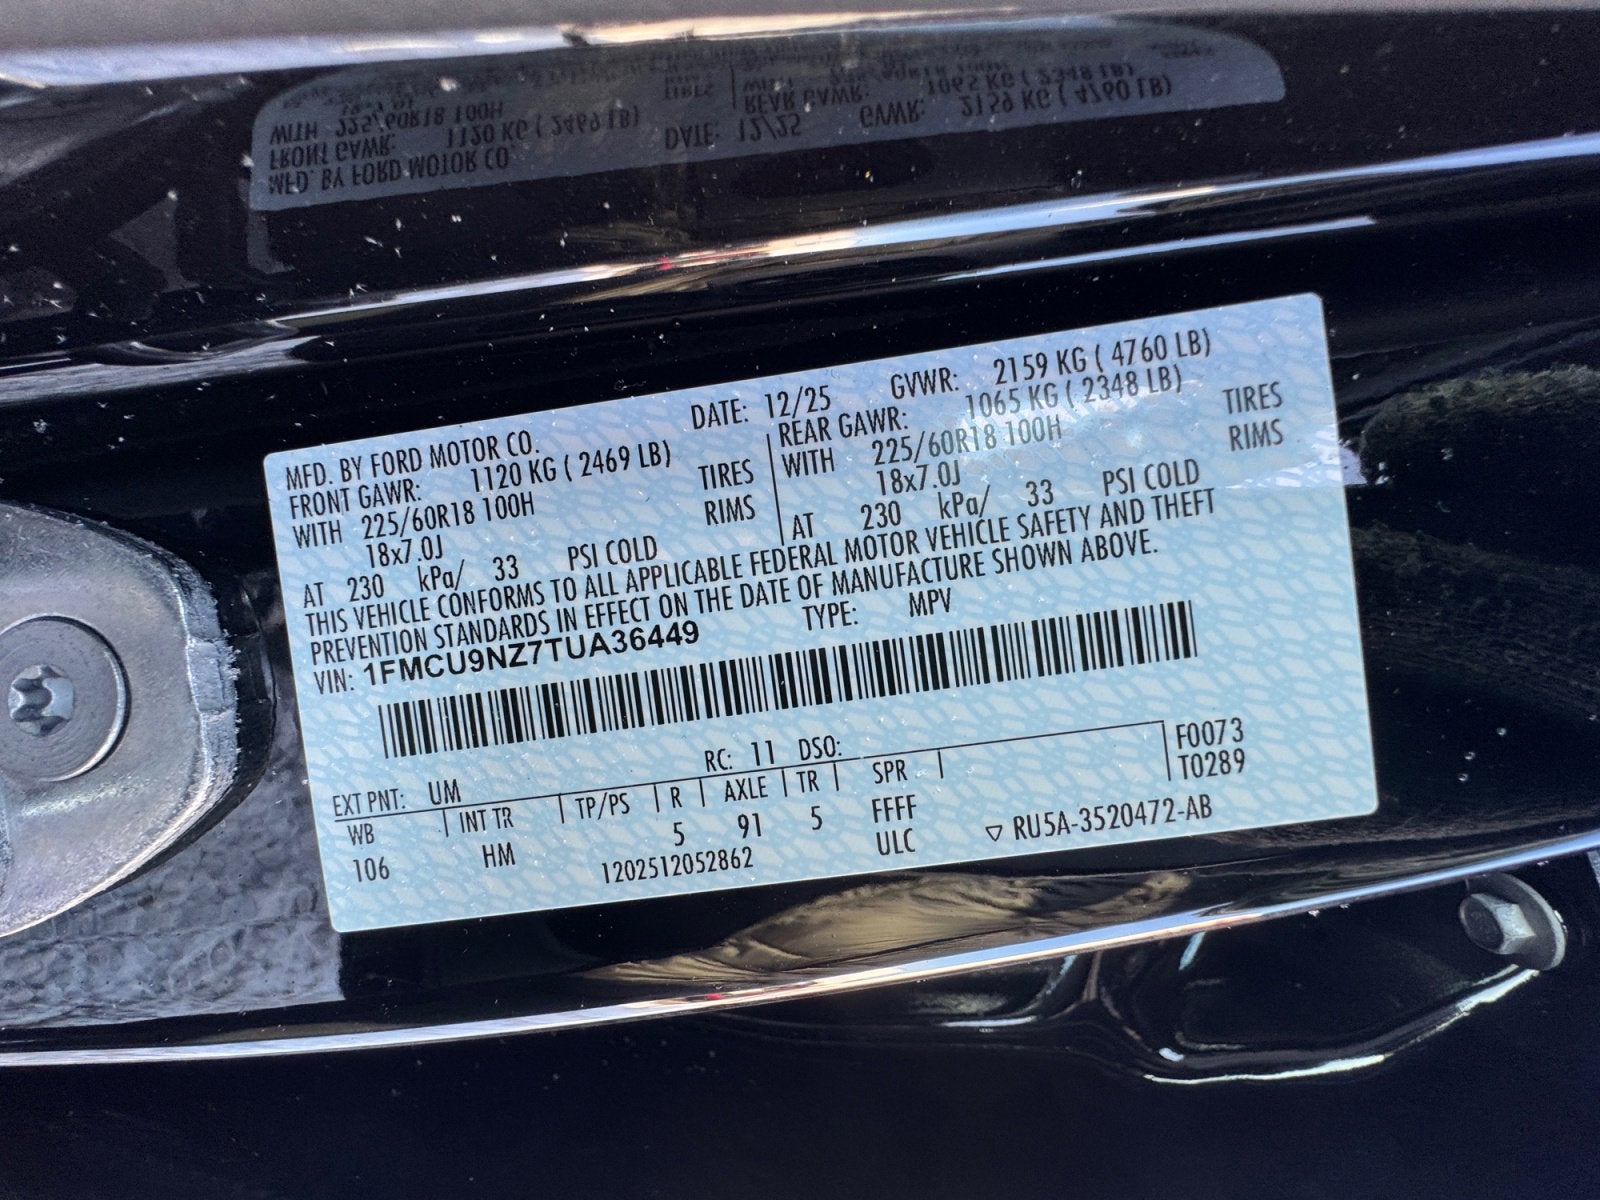 MFD. BY FORD MOTOR CO.
DATE: 12/25 GVWR: 2159 KG ( 4760 LB)
FRONT GAWR: 1120 KG ( 2469 LB)
WITH 225/60R18 100H TIRES
18x7.0J RIMS
AT 230 kPa/ 33 PSI COLD
REAR GAWR: 1065 KG ( 2348 LB)
WITH 225/60R18 100H TIRES
18x7.0J RIMS
AT 230 kPa/ 33 PSI COLD
THIS VEHICLE CONFORMS TO ALL APPLICABLE FEDERAL MOTOR VEHICLE SAFETY AND THEFT
PREVENTION STANDARDS IN EFFECT ON THE DATE OF MANUFACTURE SHOWN ABOVE.
VIN: 1FMCU9NZ7TUA36449 TYPE: MPV
EXT PNT: UM RC: 11 DSO:
WB INT TR TP/PS R AXLE TR SPR
106 HM 5 91 5 FFFF
ULC
1202512052862
F0073
T0289
▽ RU5A-3520472-AB